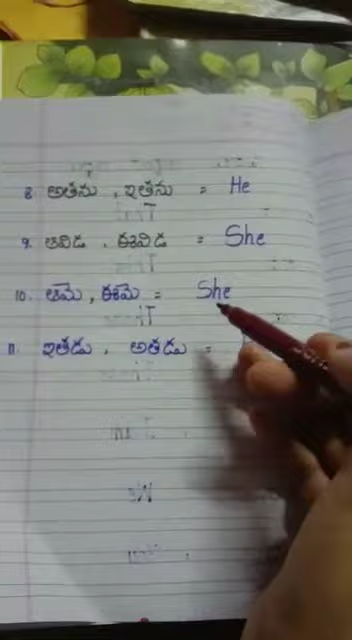 8. అతను, ఇతను = He
9. ఆవిడ, ఈవిడ = She
10. ఆమె, ఈమె = She
11. ఇతడు, అతడు =